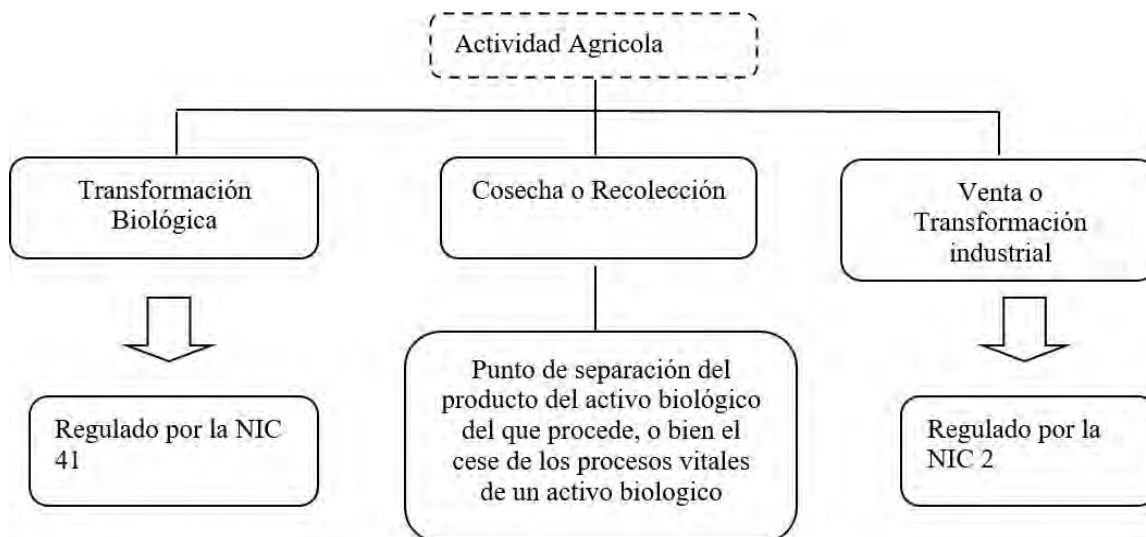 Actividad Agricola
Transformación
Biológica
Cosecha o Recolección
Venta o
Transformación
industrial
Regulado por la NIC
41
Punto de separación del
producto del activo biológico
del que procede, o bien el
cese de los procesos vitales
de un activo biologico
Regulado por la
NIC 2